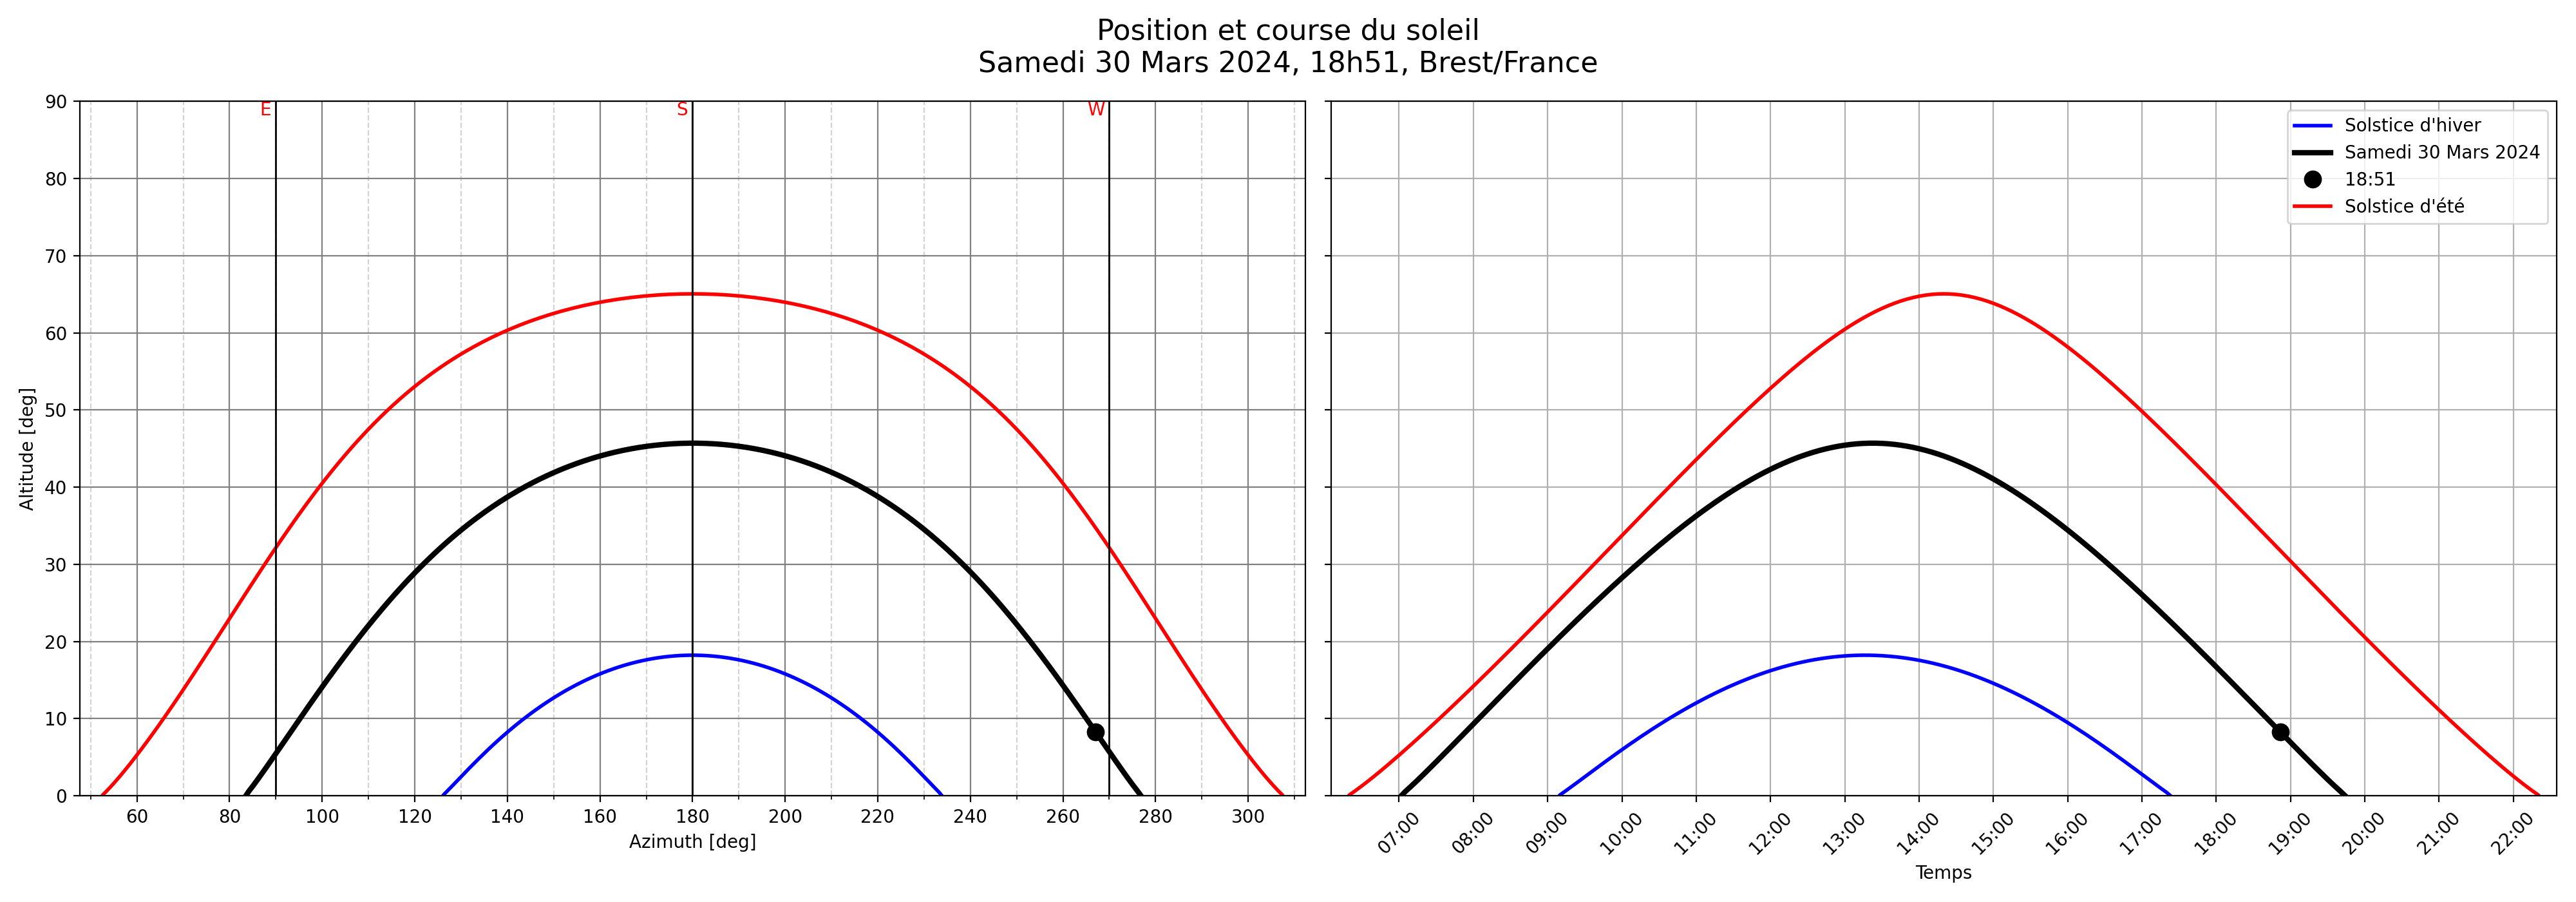 Position et course du soleil
Samedi 30 Mars 2024, 18h51, Brest/France
E
S
W
90
80
70
60
50
40
30
20
10
0
Altitude [deg]
60 80 100 120 140 160 180 200 220 240 260 280 300
Azimuth [deg]
Solstice d'hiver
Samedi 30 Mars 2024
18:51
Solstice d'été
07:00 08:00 09:00 10:00 11:00 12:00 13:00 14:00 15:00 16:00 17:00 18:00 19:00 20:00 21:00 22:00
Temps